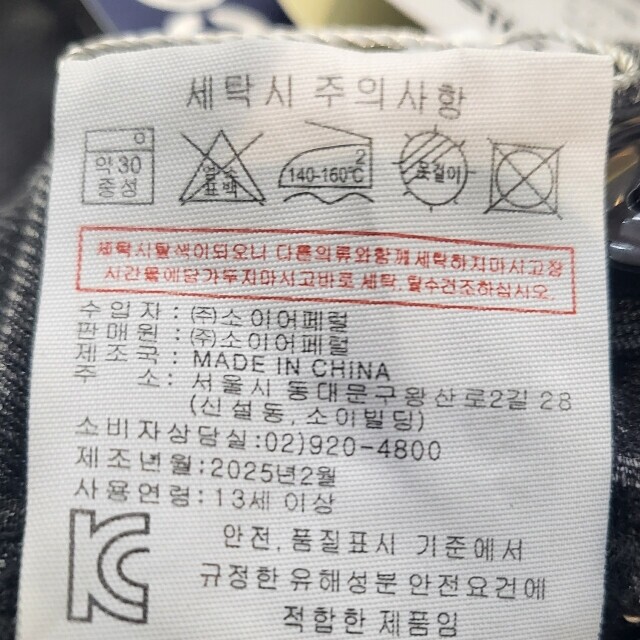 세탁시 주의사항
약30
중성
염소
표백
2
140-160℃
옷걸이
세탁시탈색이되오니 다른의류와함께세탁하지마시고장
시간물에담가두지마시고바로 세탁, 탈수건조하십시오.
수입자 : (주)소이어페럴
판매원 : (주)소이어페럴
제조국 : MADE IN CHINA
주 소 : 서울시 동대문구왕산로2길 28
(신설동, 소이빌딩)
소비자상담실:02)920-4800
제조년월:2025년2월
사용연령:13세 이상
안전, 품질표시 기준에서
규정한유해성분안전요건에
적합한 제품임